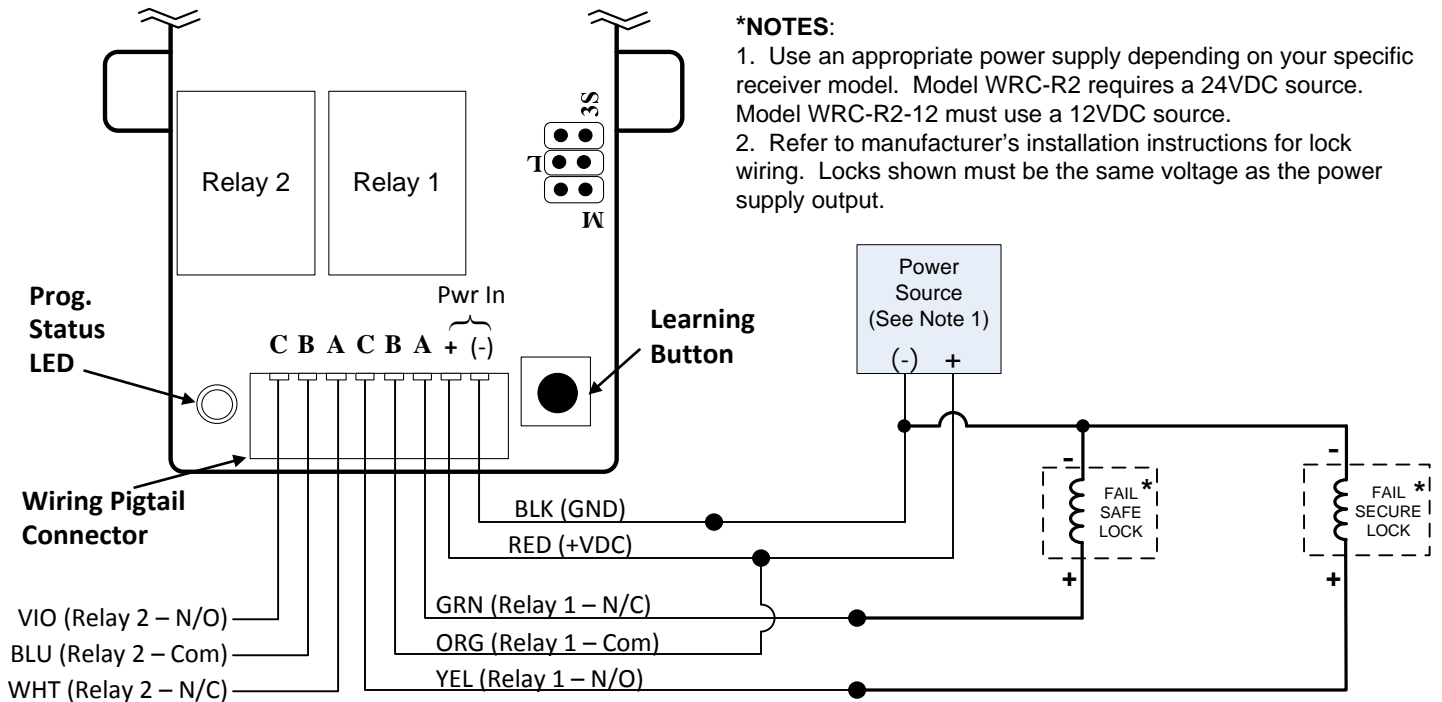 *NOTES:
1. Use an appropriate power supply depending on your specific
receiver model. Model WRC-R2 requires a 24VDC source.
Model WRC-R2-12 must use a 12VDC source.
2. Refer to manufacturer's installation instructions for lock
wiring. Locks shown must be the same voltage as the power
supply output.
3S
L
M
Relay 2
Relay 1
Prog.
Status
LED
Pwr In
C B A C B A + (-)
Learning
Button
Power
Source
(See Note 1)
(-) +
Wiring Pigtail
Connector
- 
FAIL *
SAFE
LOCK
+
-
FAIL *
SECURE
LOCK
+
BLK (GND)
RED (+VDC)
GRN (Relay 1 – N/C)
ORG (Relay 1 – Com)
YEL (Relay 1 – N/O)
VIO (Relay 2 – N/O)
BLU (Relay 2 – Com)
WHT (Relay 2 – N/C)